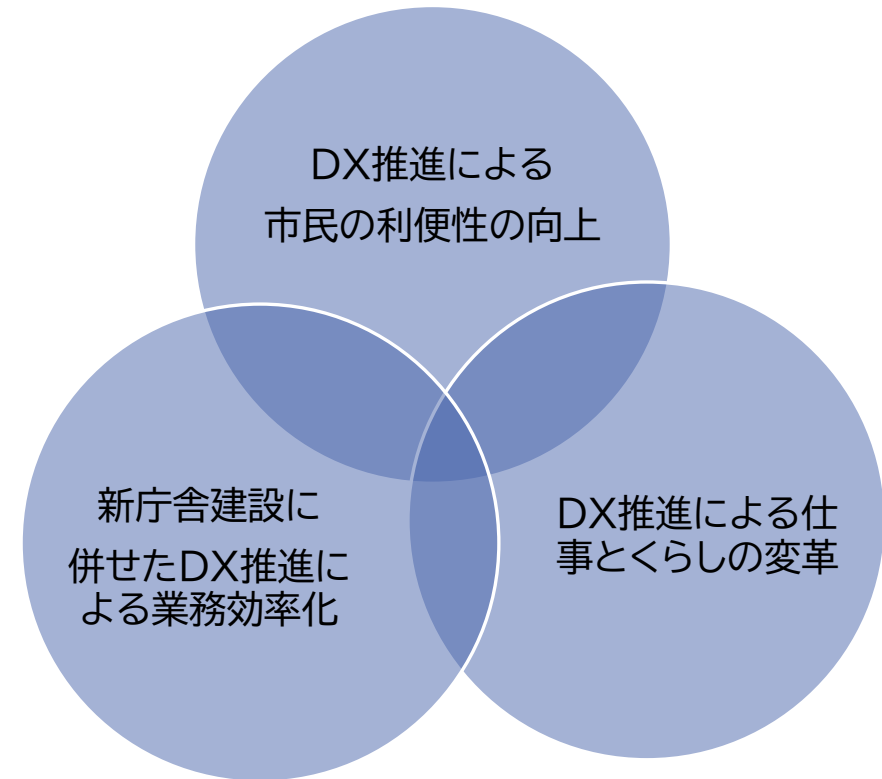 DX推進による
市民の利便性の向上
新庁舎建設に
併せたDX推進に
よる業務効率化
DX推進による仕
事とくらしの変革